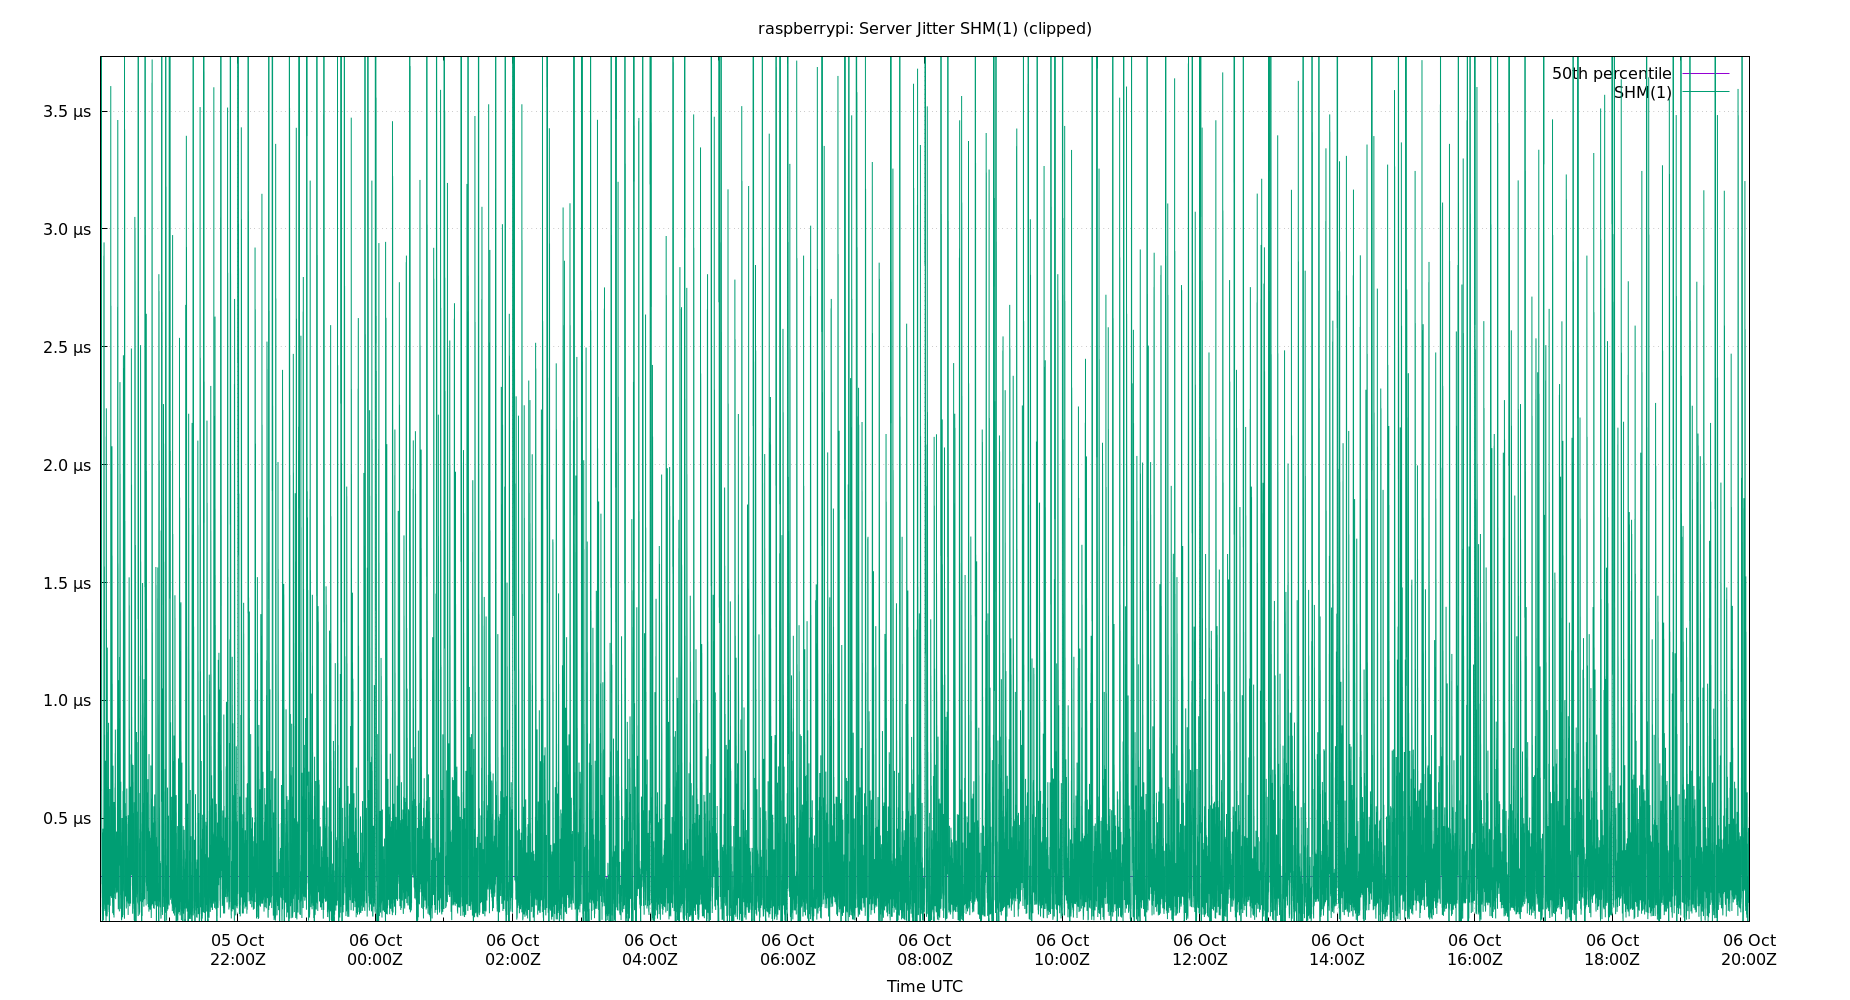 raspberrypi: Server Jitter SHM(1) (clipped)
50th percentile
SHM(1)
3.5 µs
3.0 µs
2.5 µs
2.0 µs
1.5 µs
1.0 µs
0.5 µs
05 Oct 06 Oct 06 Oct 06 Oct 06 Oct 06 Oct 06 Oct 06 Oct 06 Oct 06 Oct 06 Oct 06 Oct
22:00Z 00:00Z 02:00Z 04:00Z 06:00Z 08:00Z 10:00Z 12:00Z 14:00Z 16:00Z 18:00Z 20:00Z
Time UTC